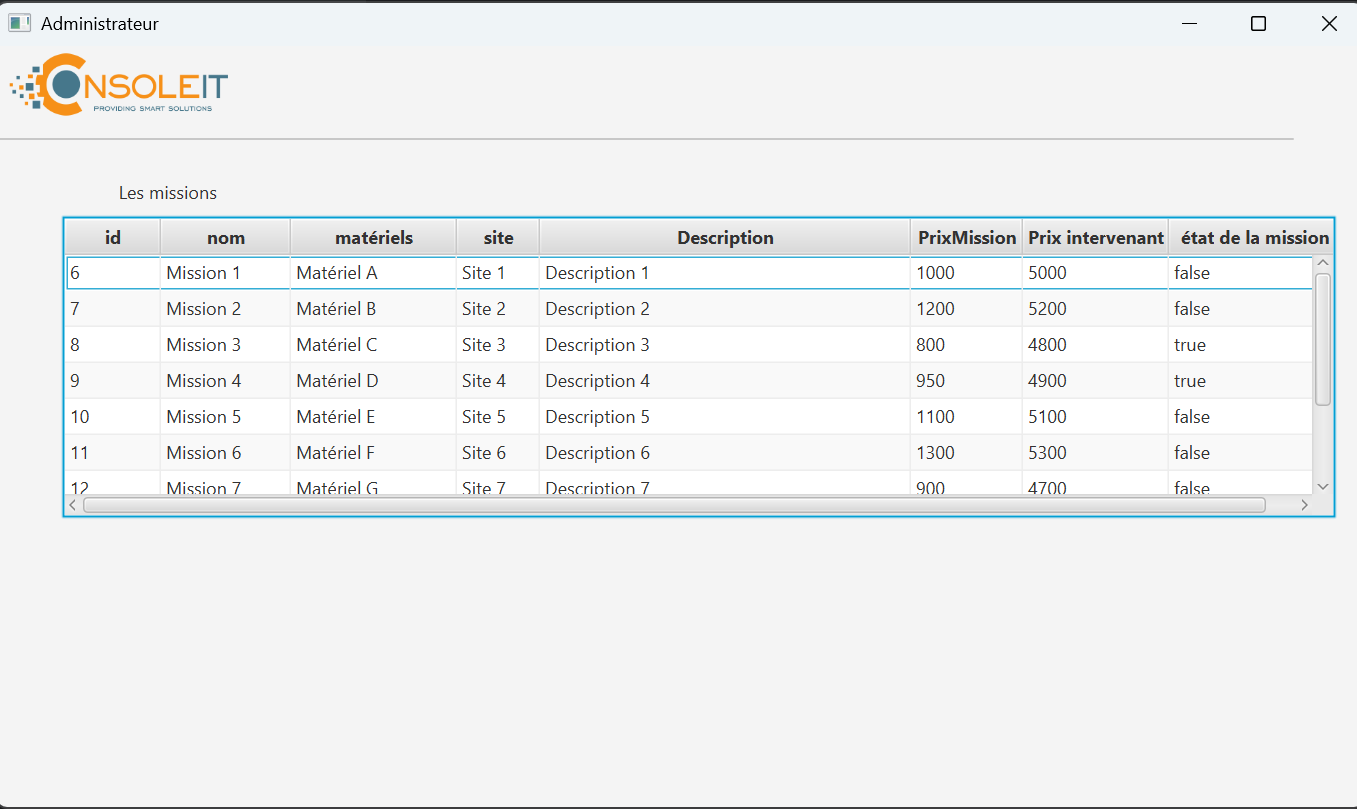 Administrateur
CONSOLEIT
PROVIDING SMART SOLUTIONS
Les missions
id nom matériels site Description PrixMission Prix intervenant état de la mission
6 Mission 1 Matériel A Site 1 Description 1 1000 5000 false
7 Mission 2 Matériel B Site 2 Description 2 1200 5200 false
8 Mission 3 Matériel C Site 3 Description 3 800 4800 true
9 Mission 4 Matériel D Site 4 Description 4 950 4900 true
10 Mission 5 Matériel E Site 5 Description 5 1100 5100 false
11 Mission 6 Matériel F Site 6 Description 6 1300 5300 false
12 Mission 7 Matériel G Site 7 Description 7 900 4700 false